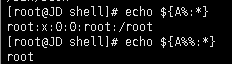 [root@JD shell]# echo ${A%:*}
root:x:0:0:root:/root
[root@JD shell]# echo ${A%%:*}
root